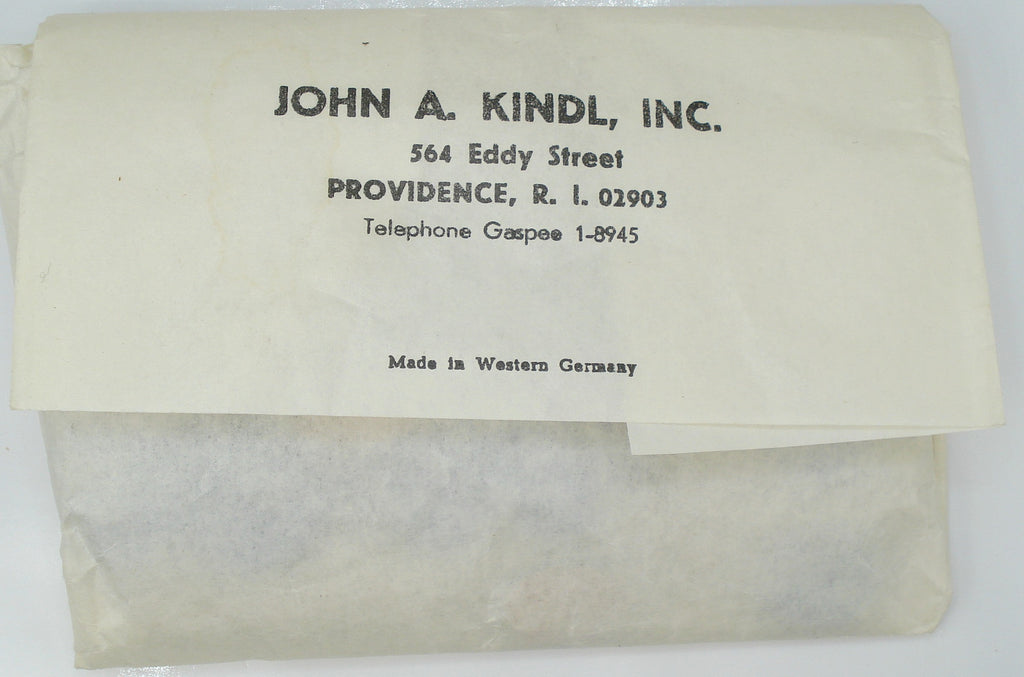 JOHN A. KINDL, INC.
564 Eddy Street
PROVIDENCE, R. I. 02903
Telephone Gaspee 1-8945
Made in Western Germany